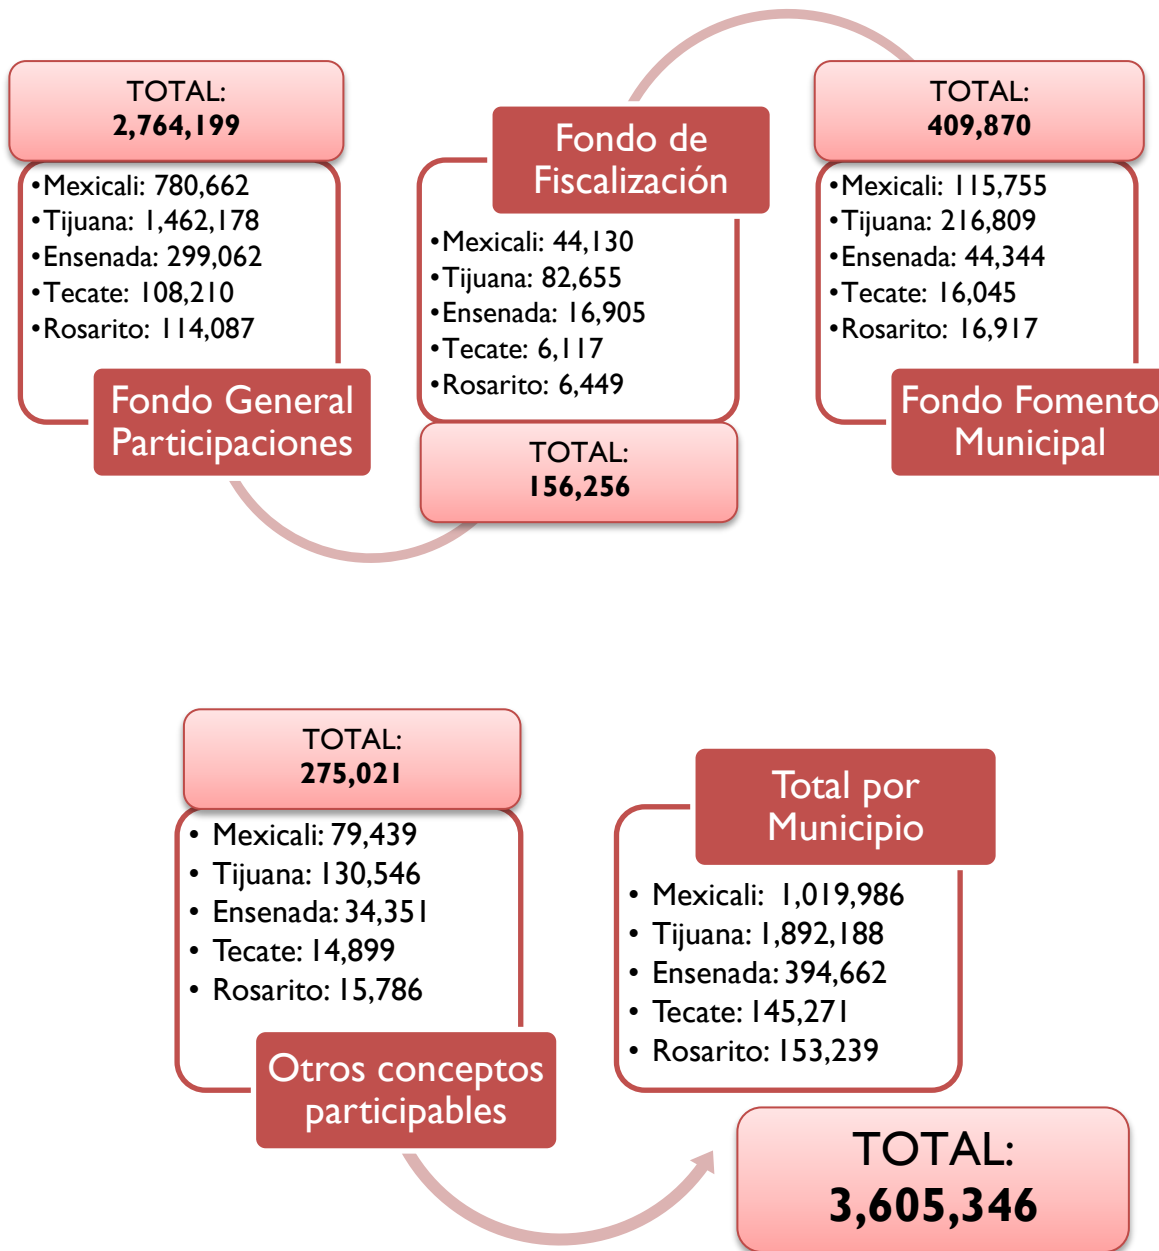 TOTAL:
2,764,199
•Mexicali: 780,662
•Tijuana: 1,462,178
•Ensenada: 299,062
•Tecate: 108,210
•Rosarito: 114,087
Fondo General
Participaciones
Fondo de
Fiscalización
•Mexicali: 44,130
•Tijuana: 82,655
•Ensenada: 16,905
•Tecate: 6,117
•Rosarito: 6,449
TOTAL:
156,256
TOTAL:
409,870
•Mexicali: 115,755
•Tijuana: 216,809
•Ensenada: 44,344
•Tecate: 16,045
•Rosarito: 16,917
Fondo Fomento
Municipal
TOTAL:
275,021
• Mexicali: 79,439
• Tijuana: 130,546
• Ensenada: 34,351
• Tecate: 14,899
• Rosarito: 15,786
Otros conceptos
participables
Total por
Municipio
• Mexicali: 1,019,986
• Tijuana: 1,892,188
• Ensenada: 394,662
• Tecate: 145,271
• Rosarito: 153,239
TOTAL:
3,605,346